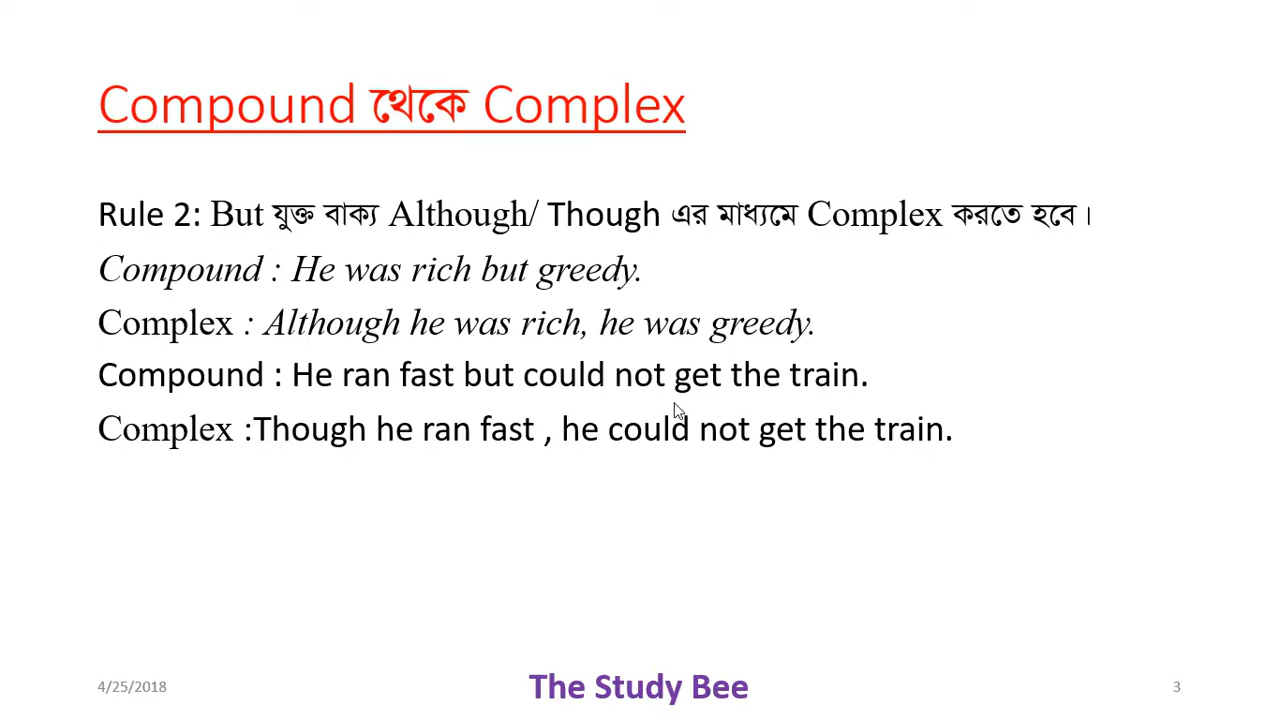 Compound থেকে Complex
Rule 2: But যুক্ত বাক্য Although/ Though এর মাধ্যমে Complex করতে হবে।
Compound : He was rich but greedy.
Complex : Although he was rich, he was greedy.
Compound : He ran fast but could not get the train.
Complex :Though he ran fast , he could not get the train.
4/25/2018 The Study Bee 3